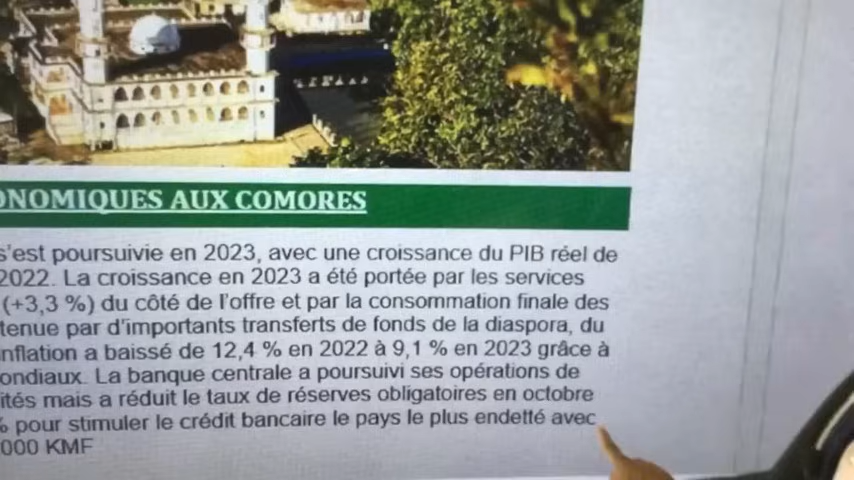 ONOMIQUES AUX COMORES
s'est poursuivie en 2023, avec une croissance du PIB réel de
2022. La croissance en 2023 a été portée par les services
(+3,3 %) du côté de l'offre et par la consommation finale des
tenue par d'importants transferts de fonds de la diaspora, du
nflation a baissé de 12,4 % en 2022 à 9,1 % en 2023 grâce à
ondiaux. La banque centrale a poursuivi ses opérations de
ités mais a réduit le taux de réserves obligatoires en octobre
% pour stimuler le crédit bancaire le pays le plus endetté avec
000 KMF